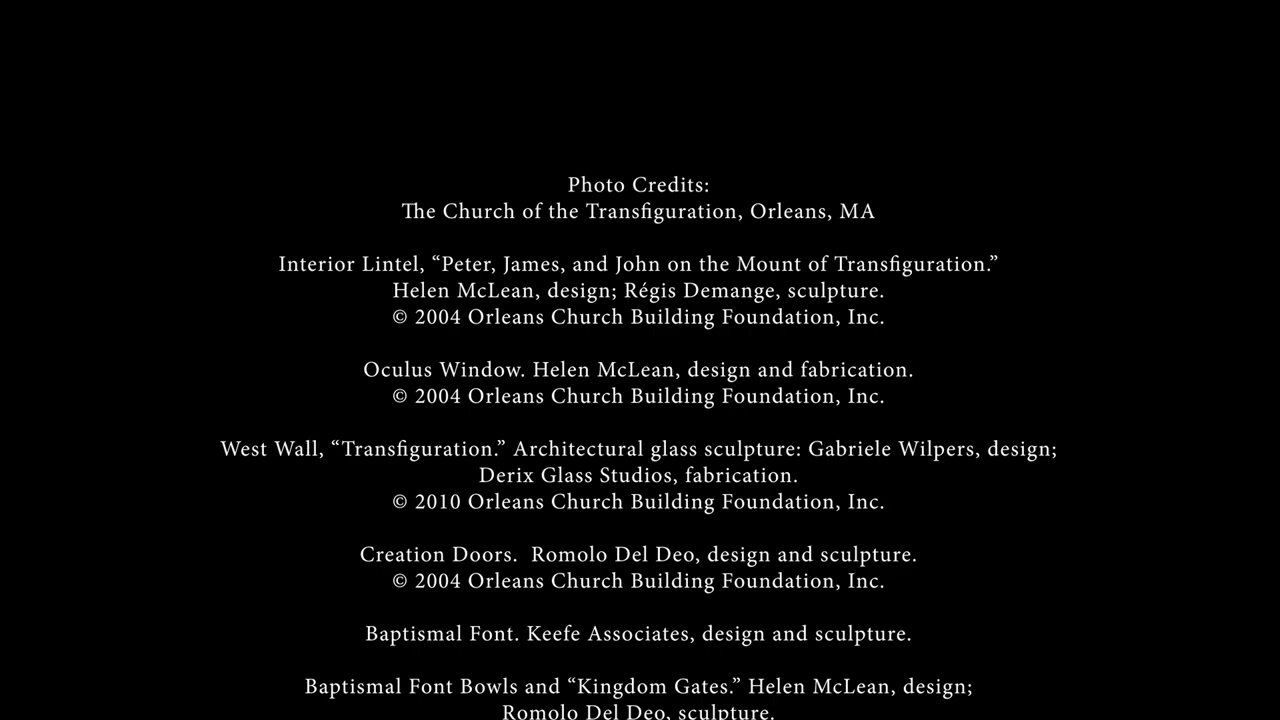 Photo Credits:
The Church of the Transfiguration, Orleans, MA
Interior Lintel, “Peter, James, and John on the Mount of Transfiguration.”
Helen McLean, design; Régis Demange, sculpture.
© 2004 Orleans Church Building Foundation, Inc.
Oculus Window. Helen McLean, design and fabrication.
© 2004 Orleans Church Building Foundation, Inc.
West Wall, “Transfiguration.” Architectural glass sculpture: Gabriele Wilpers, design;
Derix Glass Studios, fabrication.
© 2010 Orleans Church Building Foundation, Inc.
Creation Doors.  Romolo Del Deo, design and sculpture.
© 2004 Orleans Church Building Foundation, Inc.
Baptismal Font. Keefe Associates, design and sculpture.
Baptismal Font Bowls and “Kingdom Gates.” Helen McLean, design;
Romolo Del Deo, sculpture.